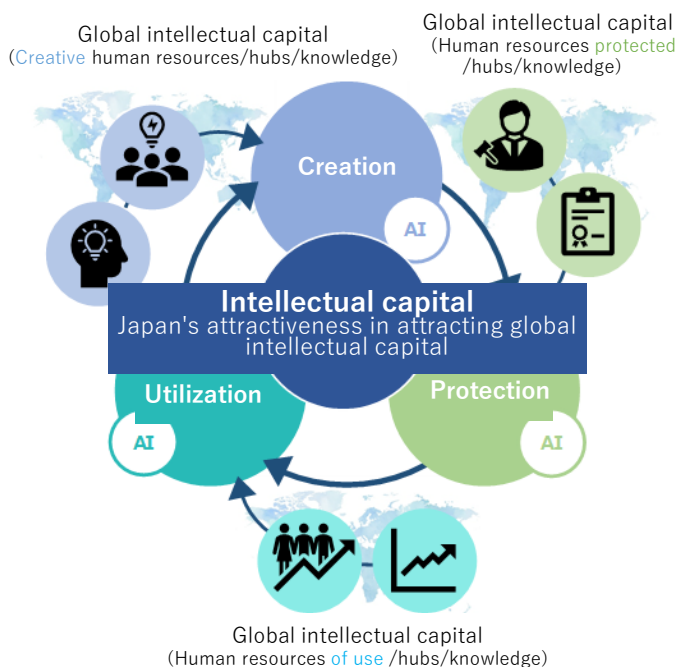 Global intellectual capital
(Creative human resources/hubs/knowledge)
Global intellectual capital
(Human resources protected
/hubs/knowledge)
Creation
AI
Intellectual capital
Japan's attractiveness in attracting global
intellectual capital
Utilization
AI
Protection
AI
Global intellectual capital
(Human resources of use /hubs/knowledge)